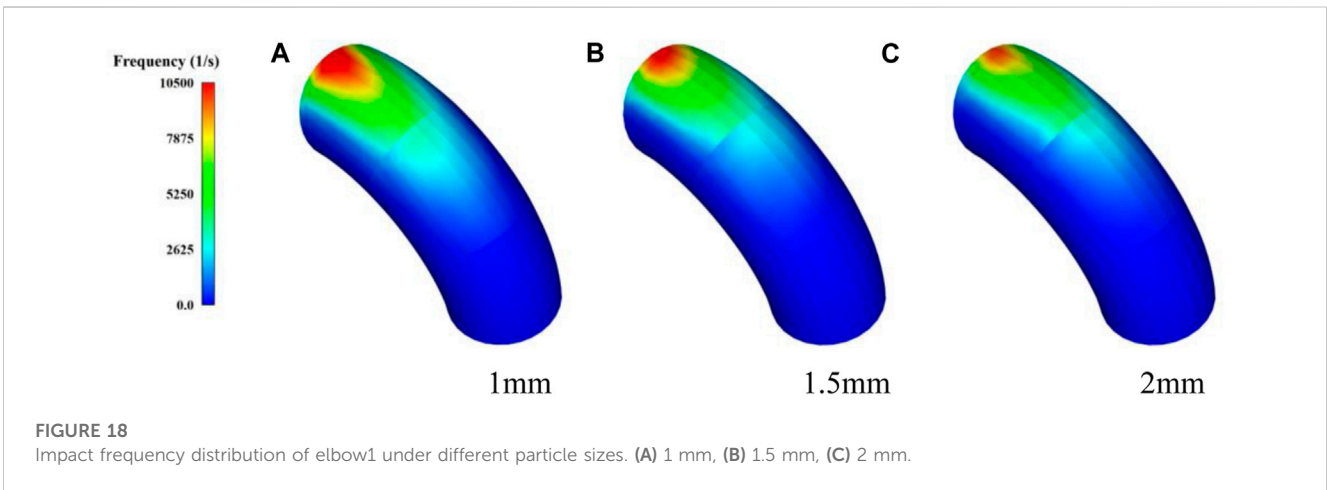 A
B
C
Frequency (1/s)
10500
7875
5250
2625
0.0
1mm
1.5mm
2mm
FIGURE 18
Impact frequency distribution of elbow1 under different particle sizes. (A) 1 mm, (B) 1.5 mm, (C) 2 mm.